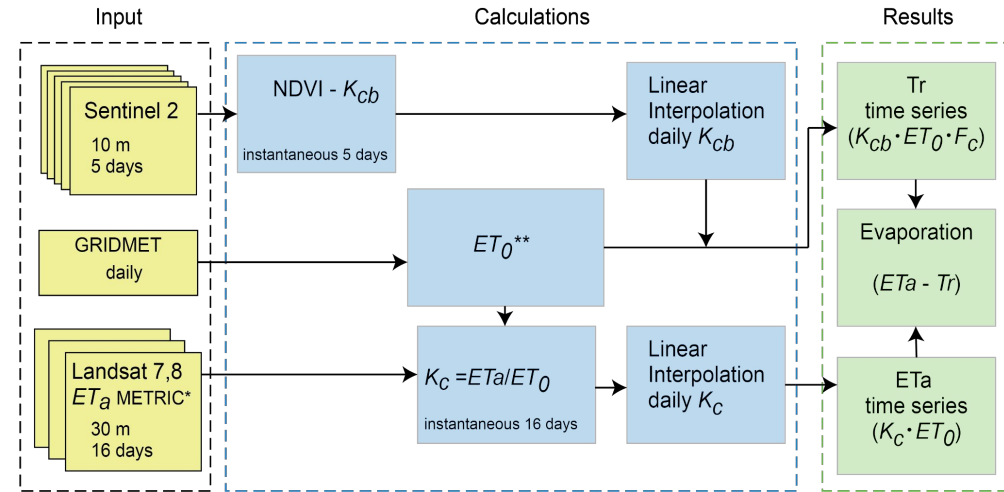 Input
Calculations
Results
Sentinel 2
10 m
5 days
NDVI - Kcb
instantaneous 5 days
Linear
Interpolation
daily Kcb
Tr
time series
(Kcb·ET0·Fc)
GRIDMET
daily
ET0**
Evaporation
(ETa - Tr)
Landsat 7,8
ETa METRIC*
30 m
16 days
Kc =ETa/ET0
instantaneous 16 days
Linear
Interpolation
daily Kc
ETa
time series
(Kc·ET0)